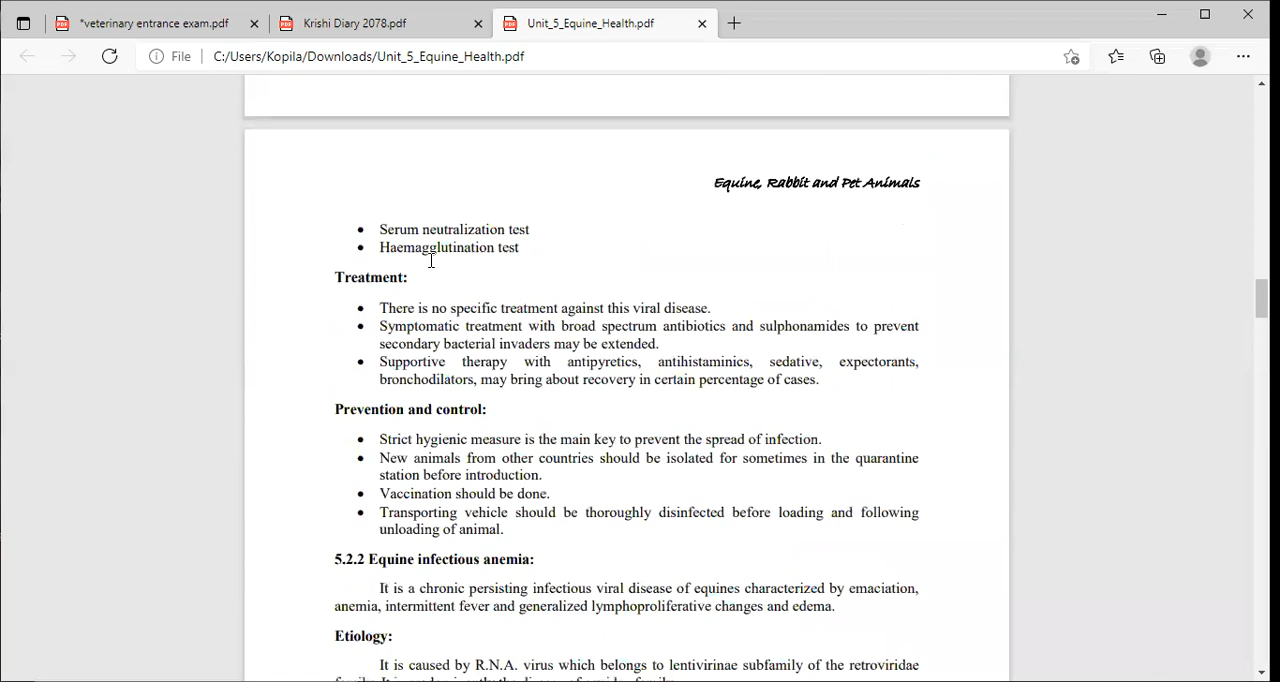 *veterinary entrance exam.pdf
Krishi Diary 2078.pdf
Unit_5_Equine_Health.pdf
File
C:/Users/Kopila/Downloads/Unit_5_Equine_Health.pdf
Equine, Rabbit and Pet Animals
• Serum neutralization test
• Haemagglutination test
Treatment:
• There is no specific treatment against this viral disease.
• Symptomatic treatment with broad spectrum antibiotics and sulphonamides to prevent
secondary bacterial invaders may be extended.
• Supportive therapy with antipyretics, antihistaminics, sedative, expectorants,
bronchodilators, may bring about recovery in certain percentage of cases.
Prevention and control:
• Strict hygienic measure is the main key to prevent the spread of infection.
• New animals from other countries should be isolated for sometimes in the quarantine
station before introduction.
• Vaccination should be done.
• Transporting vehicle should be thoroughly disinfected before loading and following
unloading of animal.
5.2.2 Equine infectious anemia:
It is a chronic persisting infectious viral disease of equines characterized by emaciation,
anemia, intermittent fever and generalized lymphoproliferative changes and edema.
Etiology:
It is caused by R.N.A. virus which belongs to lentivirinae subfamily of the retroviridae